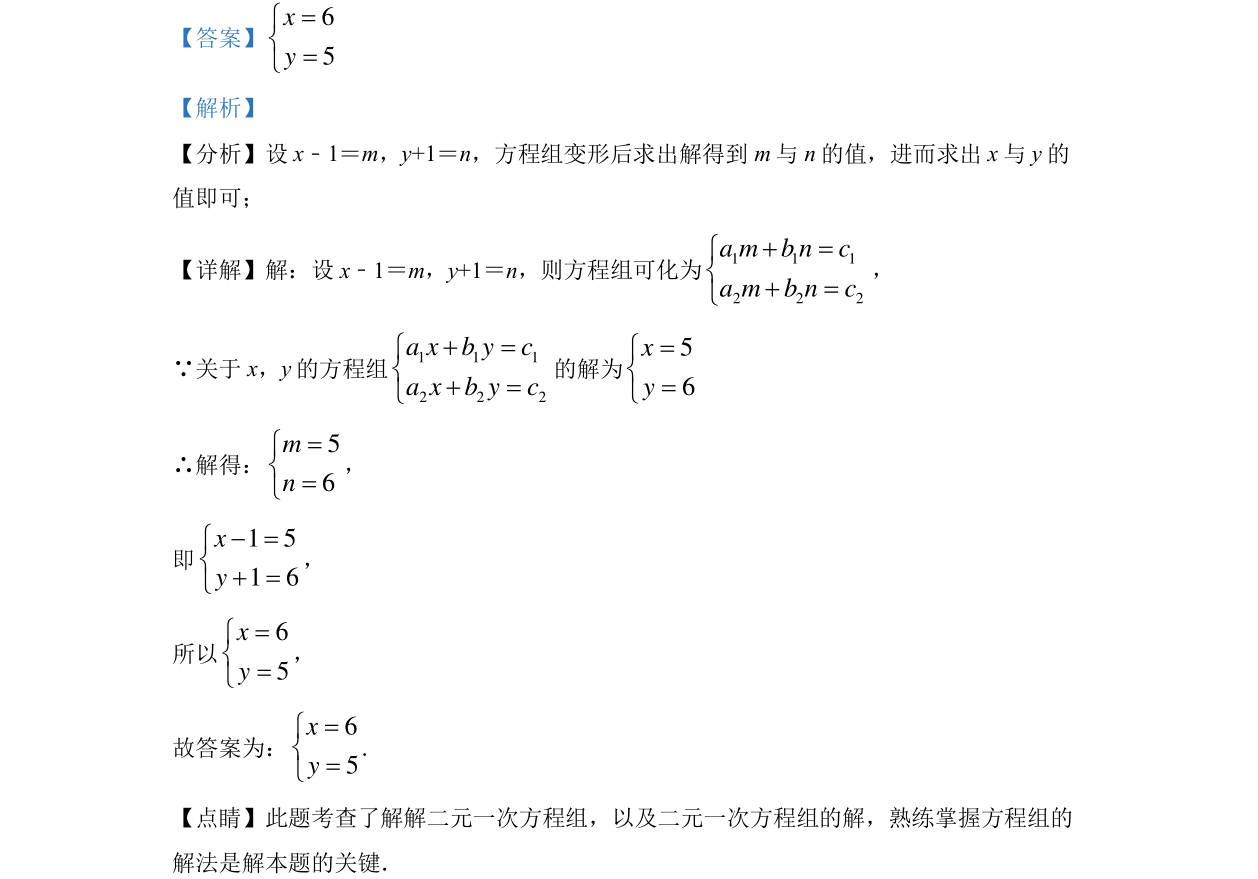 【答案】{x = 6
y = 5
【解析】
【分析】设 x﹣1＝m，y+1＝n，方程组变形后求出解得到 m 与 n 的值，进而求出 x 与 y 的
值即可；
【详解】解：设 x﹣1＝m，y+1＝n，则方程组可化为{a₁m + b₁n = c₁
a₂m + b₂n = c₂，
∵关于 x，y 的方程组{a₁x + b₁y = c₁
a₂x + b₂y = c₂ 的解为{x = 5
y = 6
∴解得：{m = 5
n = 6，
即{x − 1 = 5
y + 1 = 6，
所以{x = 6
y = 5，
故答案为：{x = 6
y = 5．
【点睛】此题考查了解解二元一次方程组，以及二元一次方程组的解，熟练掌握方程组的
解法是解本题的关键．